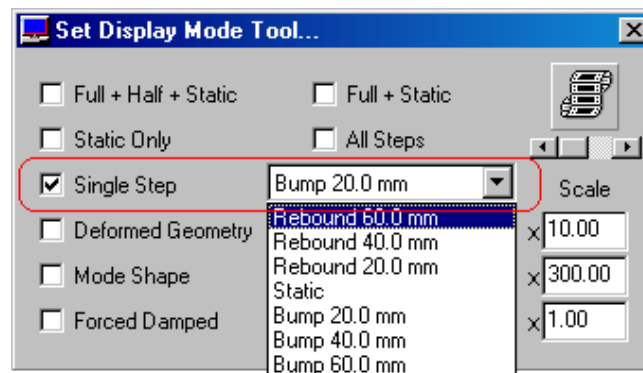 Set Display Mode Tool...
Full + Half + Static
Full + Static
Static Only
All Steps
Single Step
Bump 20.0 mm
Scale
Rebound 60.0 mm
Rebound 40.0 mm
Rebound 20.0 mm
Static
Bump 20.0 mm
Bump 40.0 mm
Bump 60.0 mm
Deformed Geometry
x 10.00
Mode Shape
x 300.00
Forced Damped
x 1.00